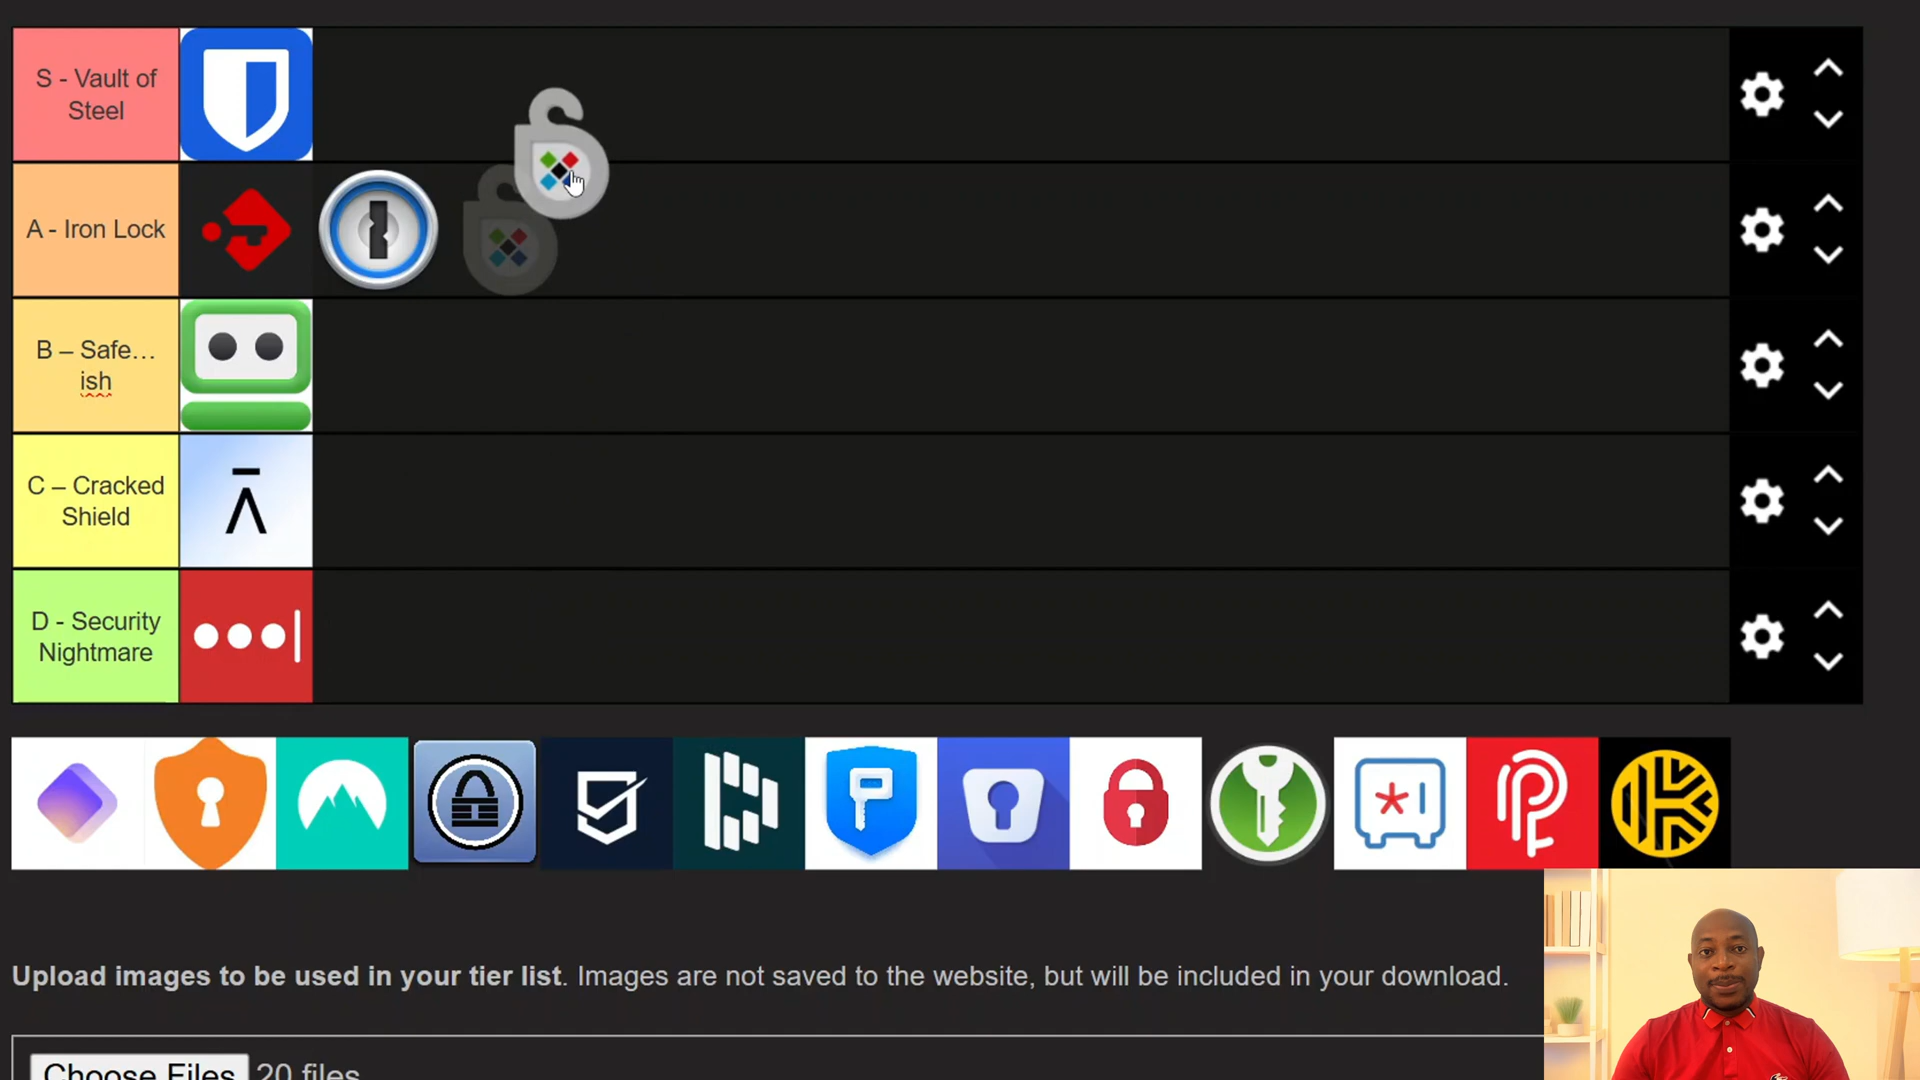 S - Vault of
Steel
A - Iron Lock
B – Safe…
ish
C – Cracked
Shield
D - Security
Nightmare
Upload images to be used in your tier list. Images are not saved to the website, but will be included in your download.
Choose Files 20 files